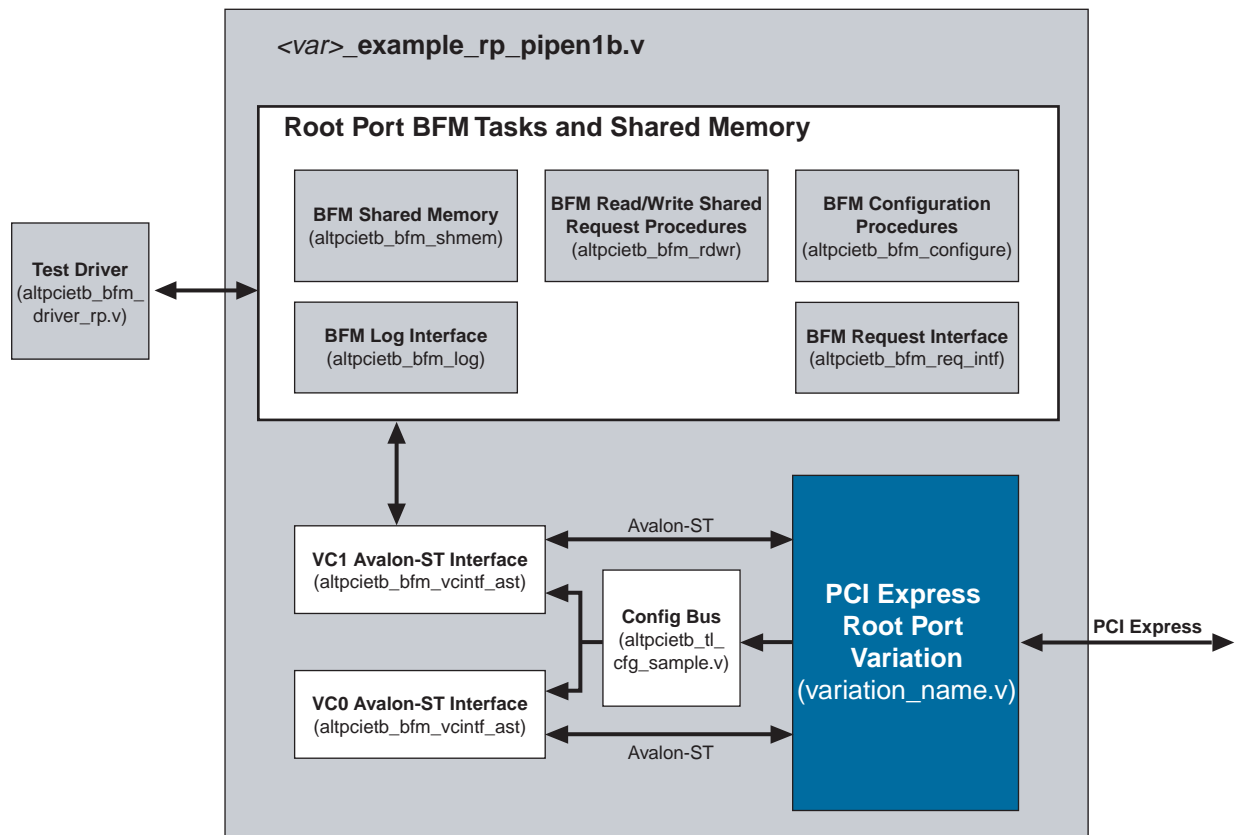 <var>_example_rp_pipen1b.v
Root Port BFM Tasks and Shared Memory
BFM Shared Memory
(altpcietb_bfm_shmem)
BFM Read/Write Shared
Request Procedures
(altpcietb_bfm_rdwr)
BFM Configuration
Procedures
(altpcietb_bfm_configure)
Test Driver
(altpcietb_bfm_
driver_rp.v)
BFM Log Interface
(altpcietb_bfm_log)
BFM Request Interface
(altpcietb_bfm_req_intf)
Avalon-ST
VC1 Avalon-ST Interface
(altpcietb_bfm_vcintf_ast)
Config Bus
(altpcietb_tl_
cfg_sample.v)
PCI Express
Root Port
Variation
(variation_name.v)
PCI Express
VC0 Avalon-ST Interface
(altpcietb_bfm_vcintf_ast)
Avalon-ST